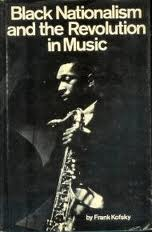 Black Nationalism
and the Revolution
in Music
by Frank Kofsky